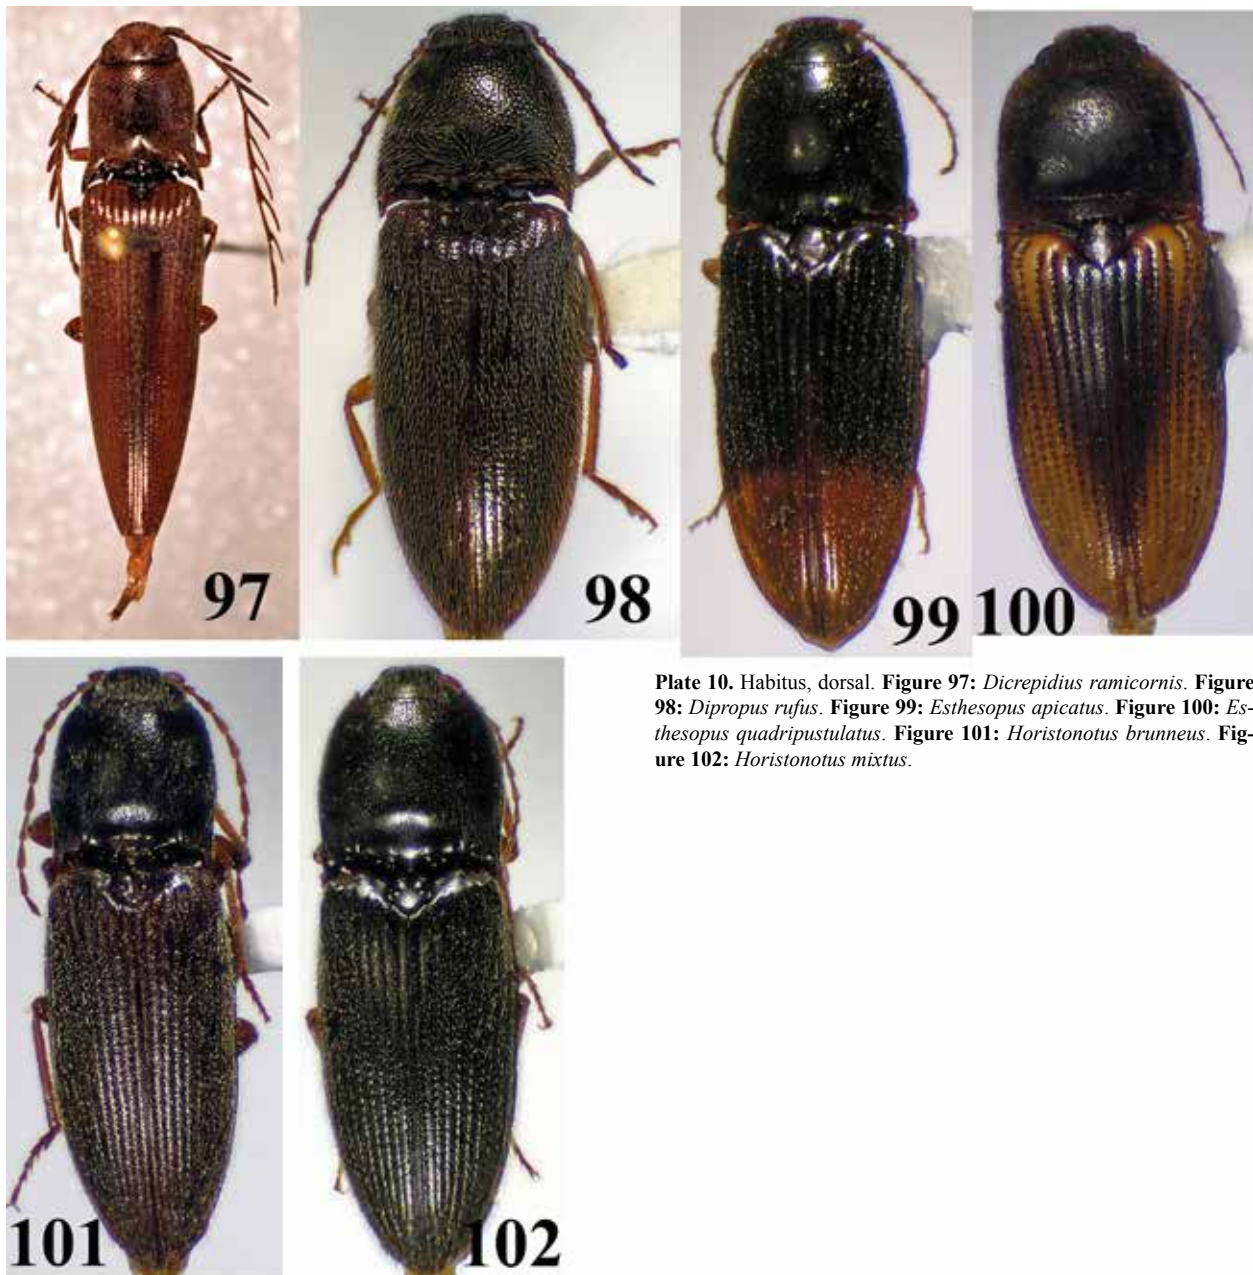 97
98
99
100
Plate 10. Habitus, dorsal. Figure 97: Dicrepidius ramicornis. Figure
98: Dipropus rufus. Figure 99: Esthesopus apicatus. Figure 100: Es-
thesopus quadripustulatus. Figure 101: Horistonotus brunneus. Fig-
ure 102: Horistonotus mixtus.
101
102